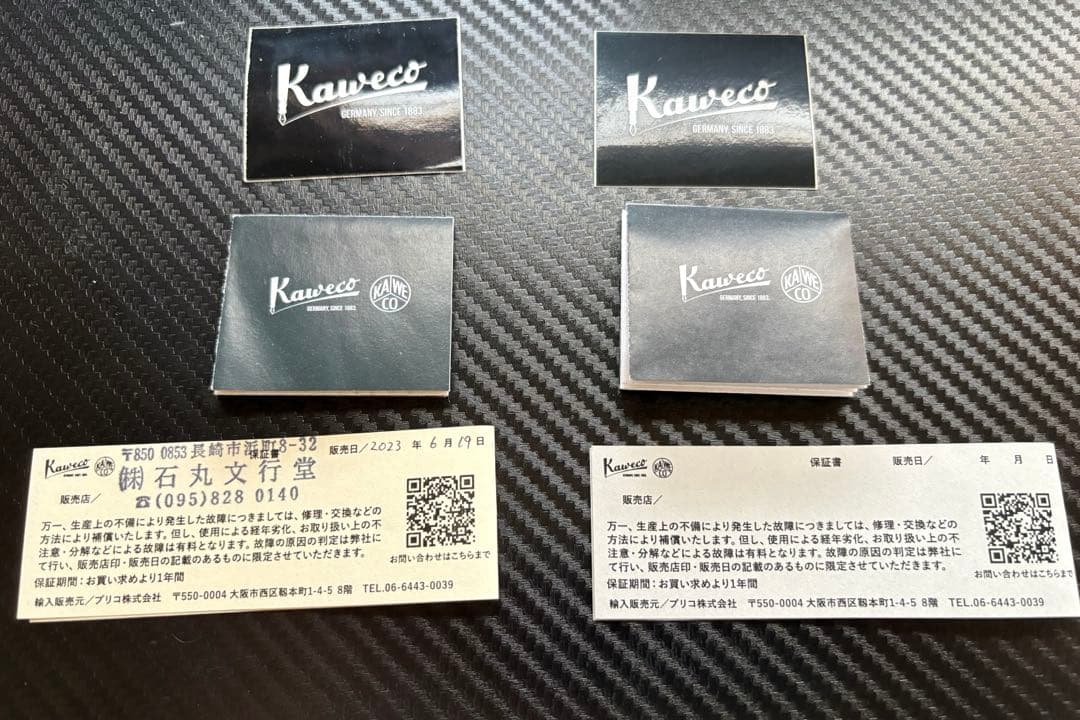 Kaweco
GERMANY, SINCE 1883
Kaweco
GERMANY, SINCE 1883
Kaweco
GERMANY, SINCE 1883.
KA WE CO
Kaweco
GERMANY, SINCE 1883.
KA WE CO
〒850 0853 長崎市浜町8-32
Kaweco
保証書
販売日/2023 年 6月 19日
㈱石丸文行堂
販売店/
☎(095)828 0140
万一、生産上の不備により発生した故障につきましては、修理・交換などの
方法により補償いたします。但し、使用による経年劣化、お取り扱い上の不
注意・分解などによる故障は有料となります。故障の原因の判定は弊社に
て行い、販売店印・販売日の記載のあるものに限定させていただきます。
お問い合わせはこちらまで
保証期間:お買い求めより1年間
輸入販売元/プリコ株式会社 〒550-0004 大阪市西区靱本町1-4-5 8階 TEL.06-6443-0039
Kaweco
保証書
販売日/ 年 月 日
販売店/
万一、生産上の不備により発生した故障につきましては、修理・交換などの
方法により補償いたします。但し、使用による経年劣化、お取り扱い上の不
注意・分解などによる故障は有料となります。故障の原因の判定は弊社に
て行い、販売店印・販売日の記載のあるものに限定させていただきます。
お問い合わせはこちらまで
保証期間:お買い求めより1年間
輸入販売元/プリコ株式会社 〒550-0004 大阪市西区靱本町1-4-5 8階 TEL.06-6443-0039